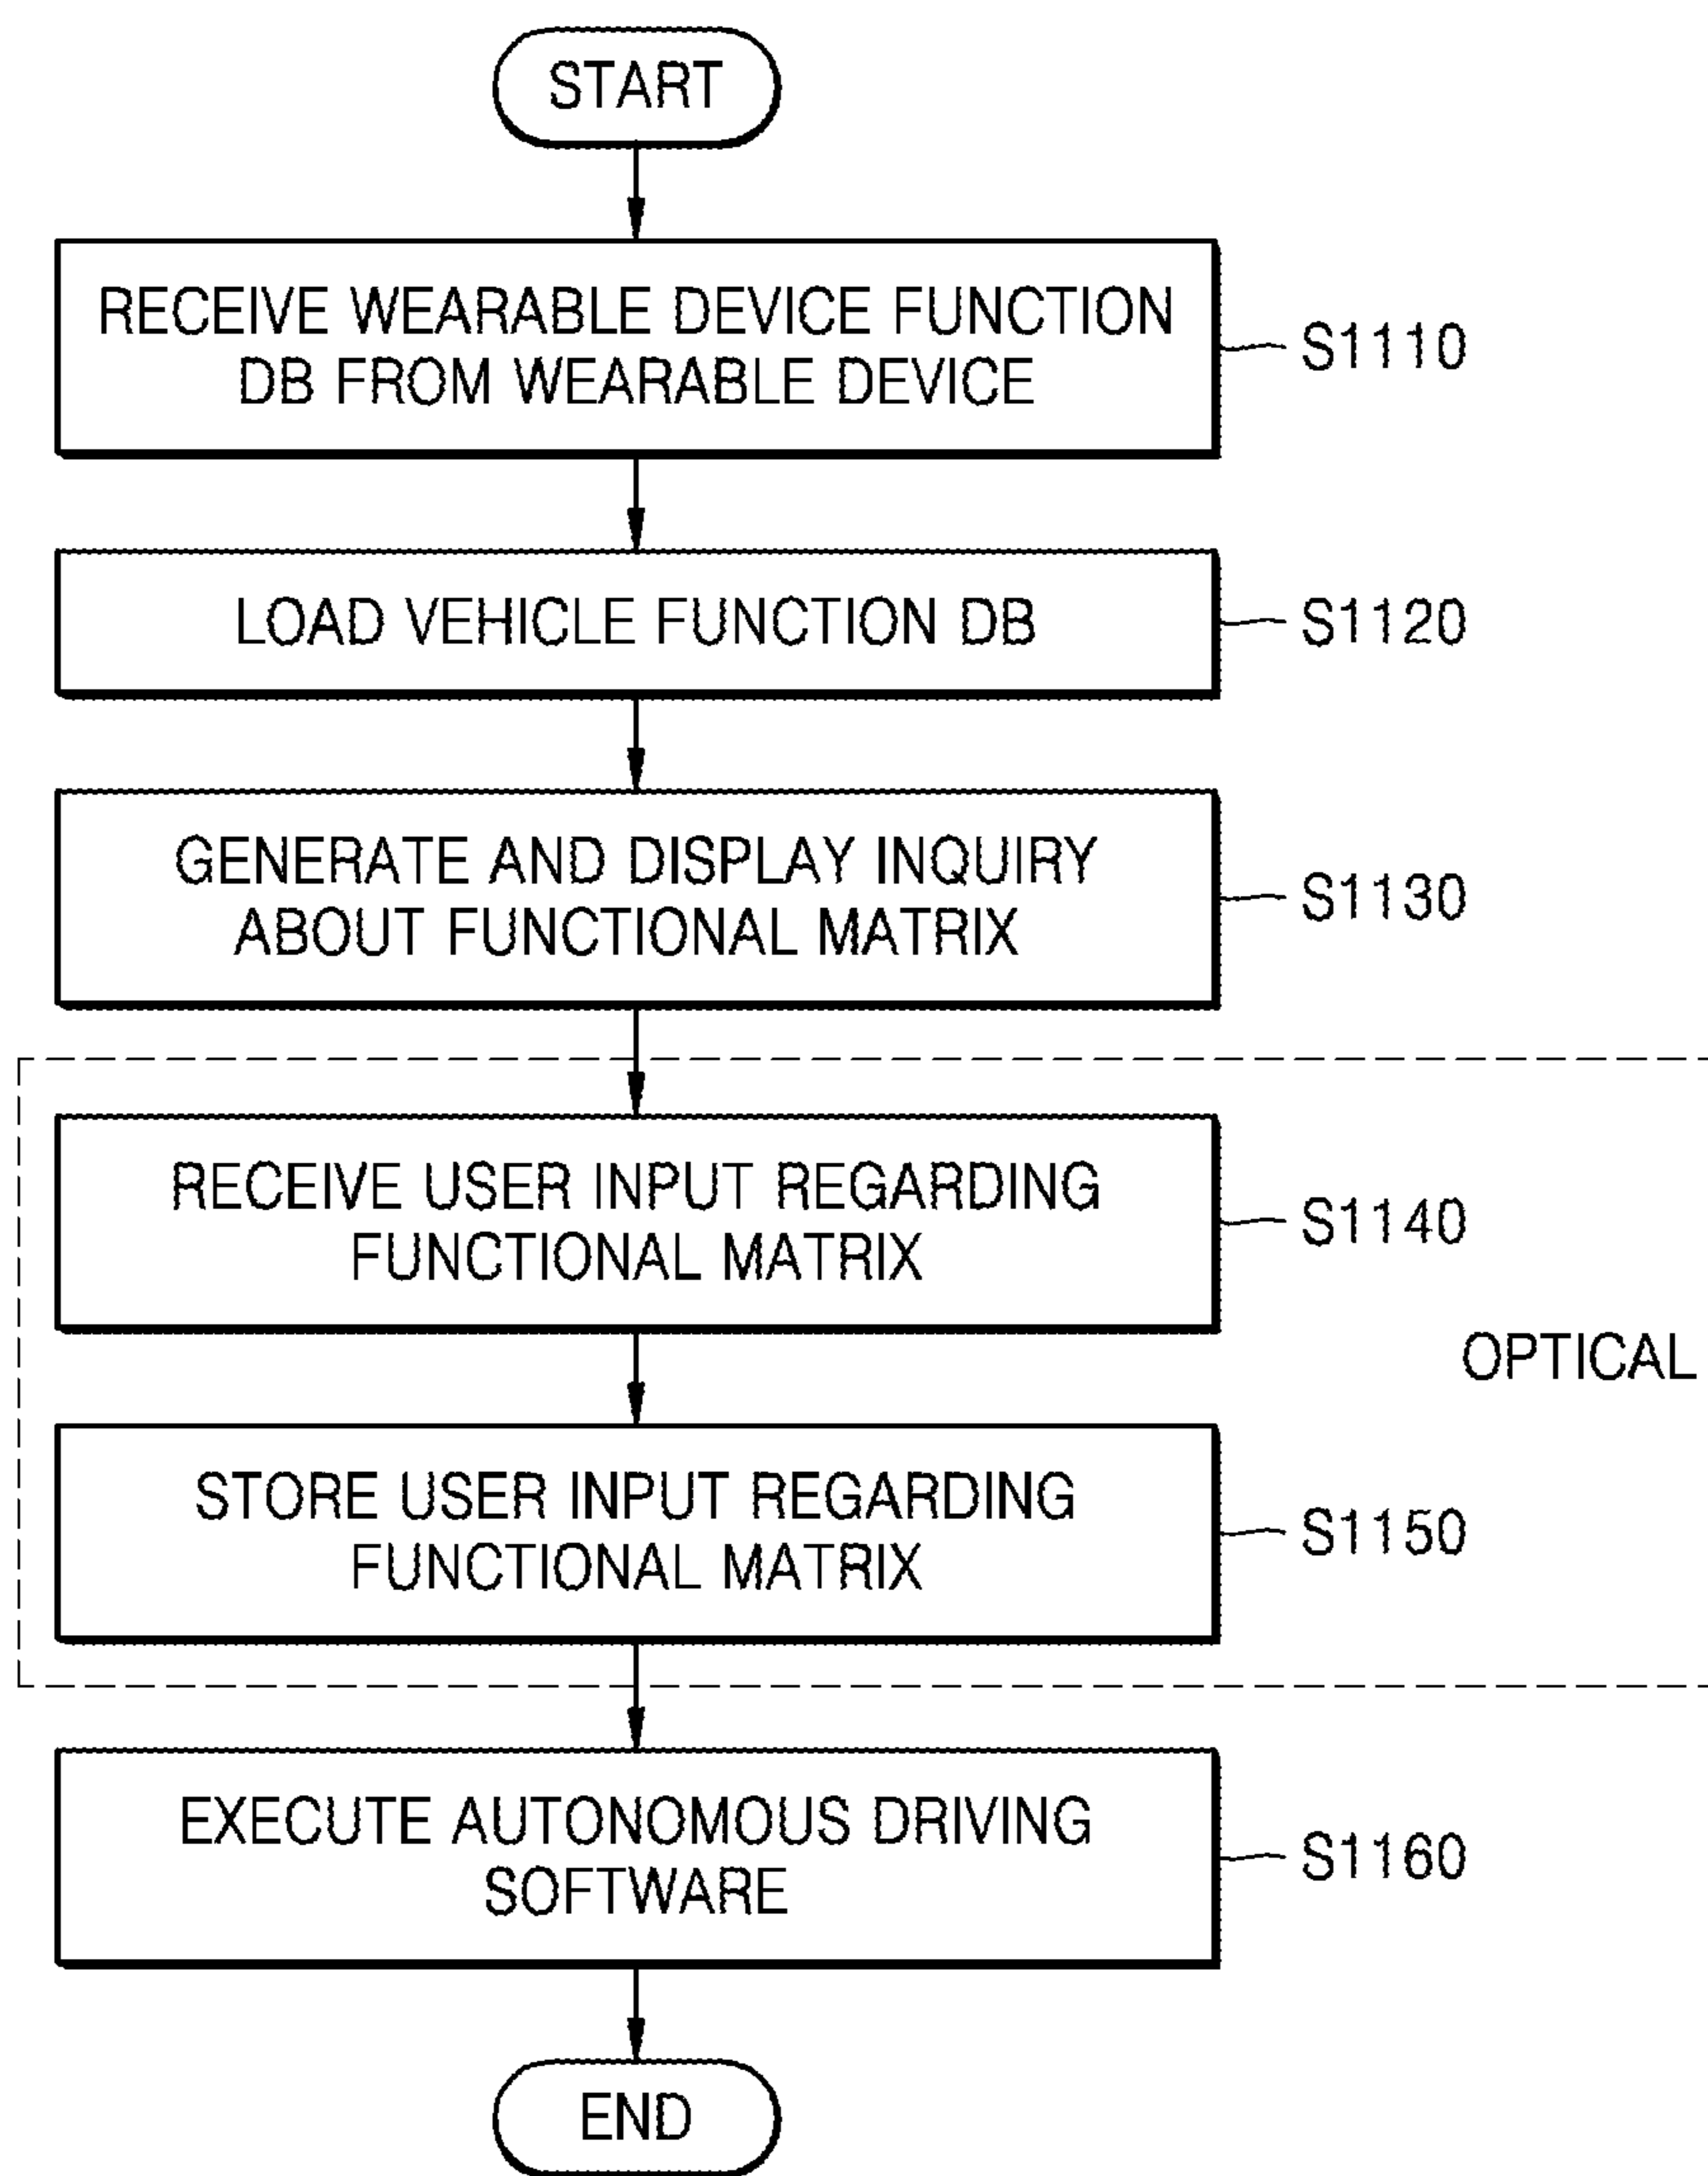 START
RECEIVE WEARABLE DEVICE FUNCTION
DB FROM WEARABLE DEVICE
S1110
LOAD VEHICLE FUNCTION DB
S1120
GENERATE AND DISPLAY INQUIRY
ABOUT FUNCTIONAL MATRIX
S1130
RECEIVE USER INPUT REGARDING
FUNCTIONAL MATRIX
S1140
OPTICAL
STORE USER INPUT REGARDING
FUNCTIONAL MATRIX
S1150
EXECUTE AUTONOMOUS DRIVING
SOFTWARE
S1160
END